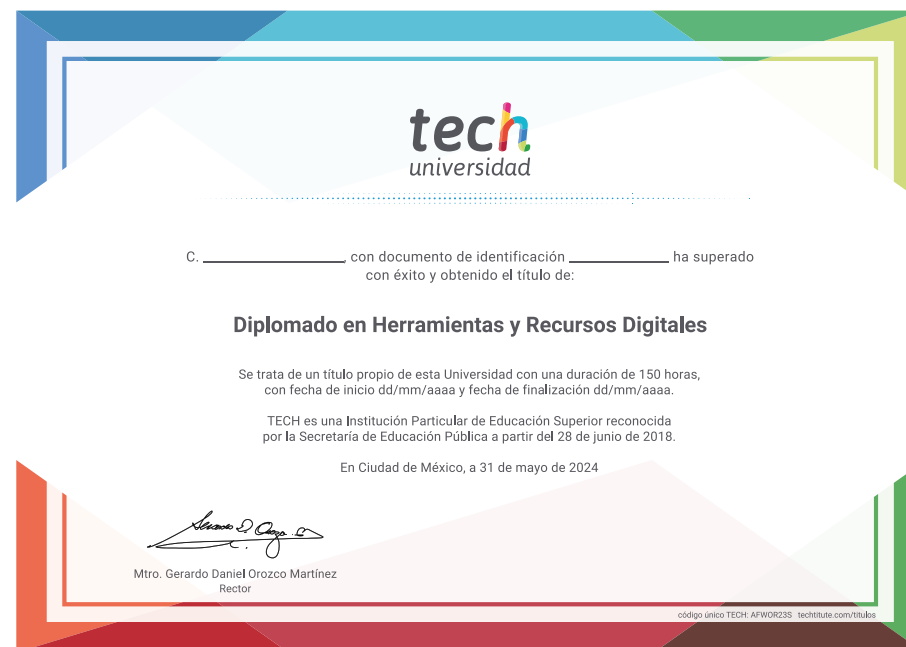 tech
universidad
C. ____________, con documento de identificación ____________ ha superado
con éxito y obtenido el título de:
Diplomado en Herramientas y Recursos Digitales
Se trata de un título propio de esta Universidad con una duración de 150 horas,
con fecha de inicio dd/mm/aaaa y fecha de finalización dd/mm/aaaa.
TECH es una Institución Particular de Educación Superior reconocida
por la Secretaría de Educación Pública a partir del 28 de junio de 2018.
En Ciudad de México, a 31 de mayo de 2024
Mtro. Gerardo Daniel Orozco Martínez
Rector
código único TECH: AFWOR23S techtitute.com/titulos